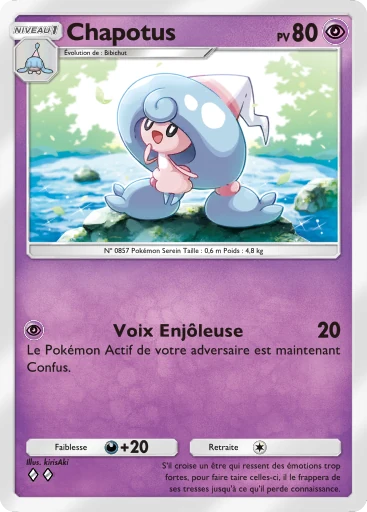 NIVEAU 1
Chapotus
PV 80
Évolution de : Bibichut
N° 0857 Pokémon Serein Taille : 0,6 m Poids : 4,8 kg
Voix Enjôleuse 20
Le Pokémon Actif de votre adversaire est maintenant
Confus.
Faiblesse +20 Retraite
Illus. kirisAki
S'il croise un être qui ressent des émotions trop
fortes, pour faire taire celles-ci, il le frappera de
ses tresses jusqu'à ce qu'il perde connaissance.